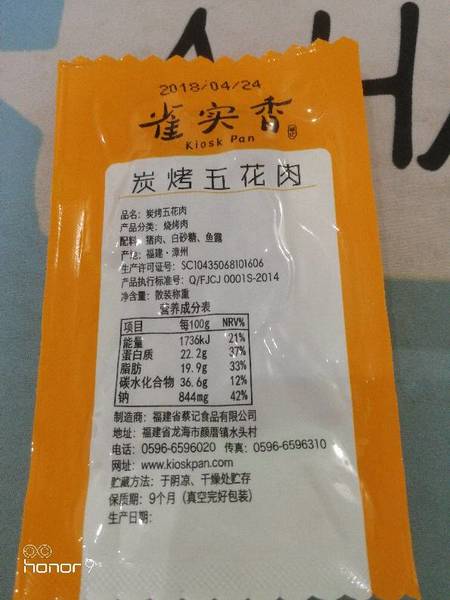 2018/04/24
雀实香
Kiosk Pan
炭烤五花肉
品名：炭烤五花肉
产品分类：烧烤肉
配料：猪肉、白砂糖、鱼露
产地：福建·漳州
生产许可证号：SC10435068101606
产品执行标准号：Q/FJCJ 0001S-2014
净含量：散装称重
营养成分表
项目 每100g NRV%
能量 1736kJ 21%
蛋白质 22.2g 37%
脂肪 19.9g 33%
碳水化合物 36.6g 12%
钠 844mg 42%
制造商：福建省蔡记食品有限公司
地址：福建省龙海市颜厝镇水头村
电话：0596-6596020 传真：0596-6596310
网址：www.kioskpan.com
贮藏方法：于阴凉、干燥处贮存
保质期：9个月（真空完好包装）
生产日期：
honor 9